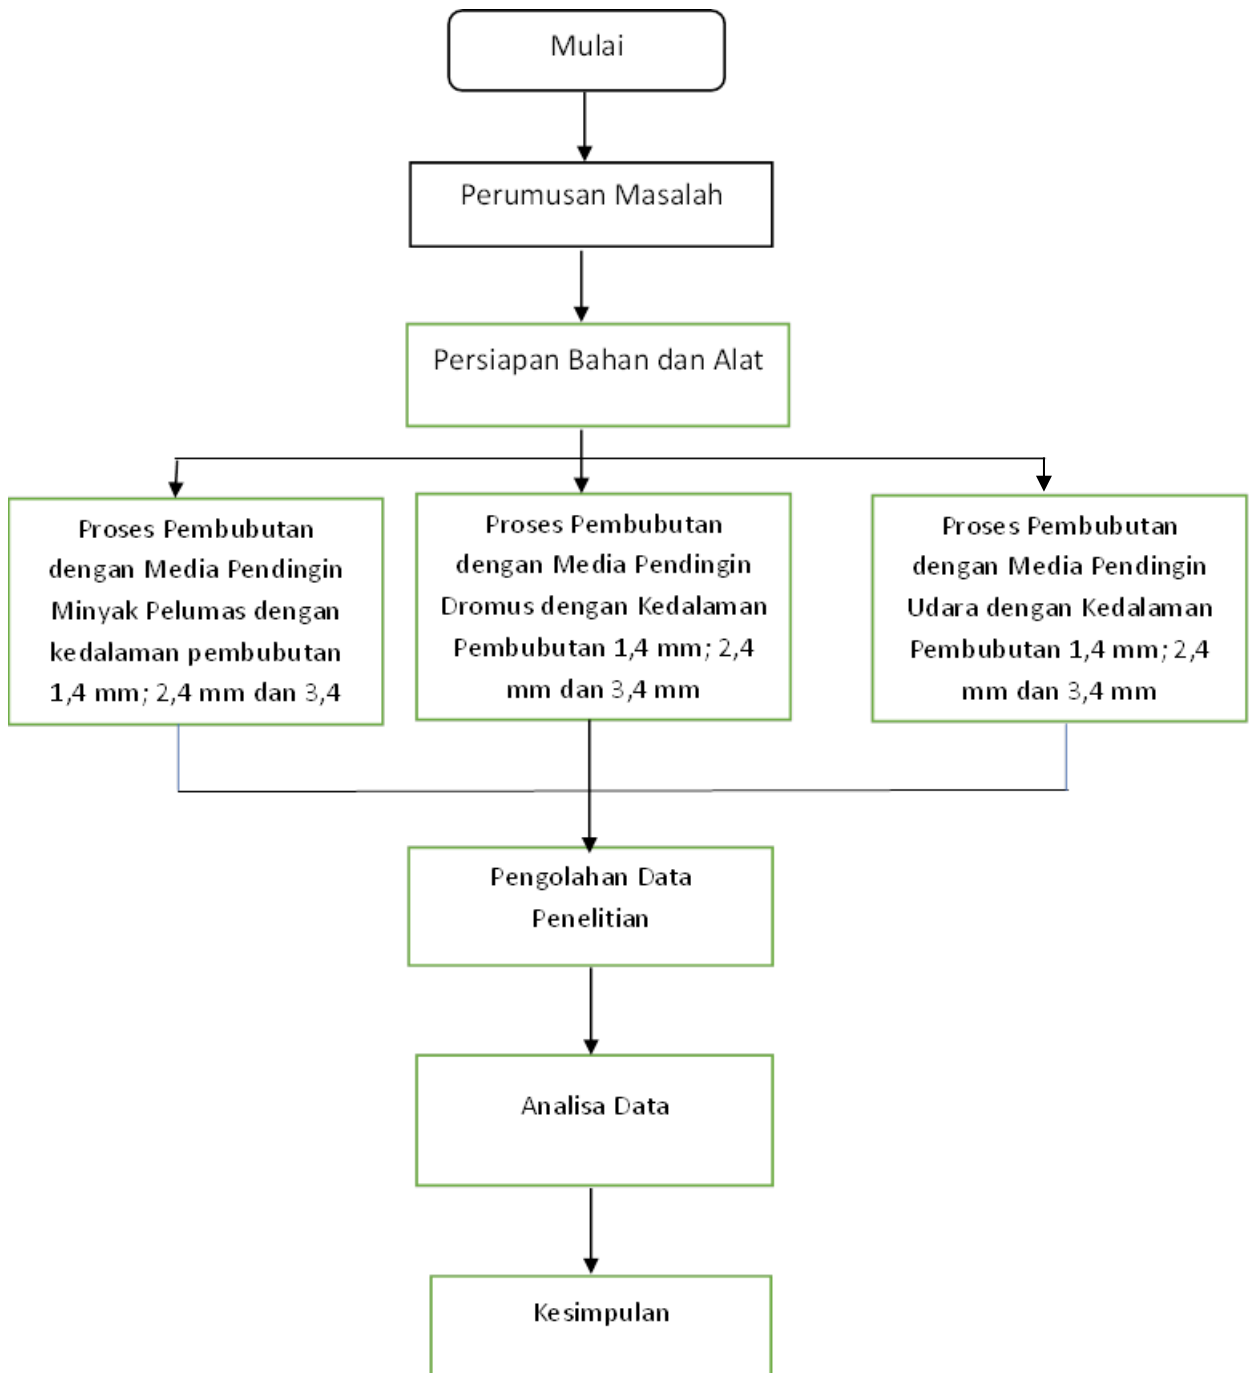 Mulai
Perumusan Masalah
Persiapan Bahan dan Alat
Proses Pembubutan
dengan Media Pendingin
Minyak Pelumas dengan
kedalaman pembubutan
1,4 mm; 2,4 mm dan 3,4
Proses Pembubutan
dengan Media Pendingin
Dromus dengan Kedalaman
Pembubutan 1,4 mm; 2,4
mm dan 3,4 mm
Proses Pembubutan
dengan Media Pendingin
Udara dengan Kedalaman
Pembubutan 1,4 mm; 2,4
mm dan 3,4 mm
Pengolahan Data
Penelitian
Analisa Data
Kesimpulan